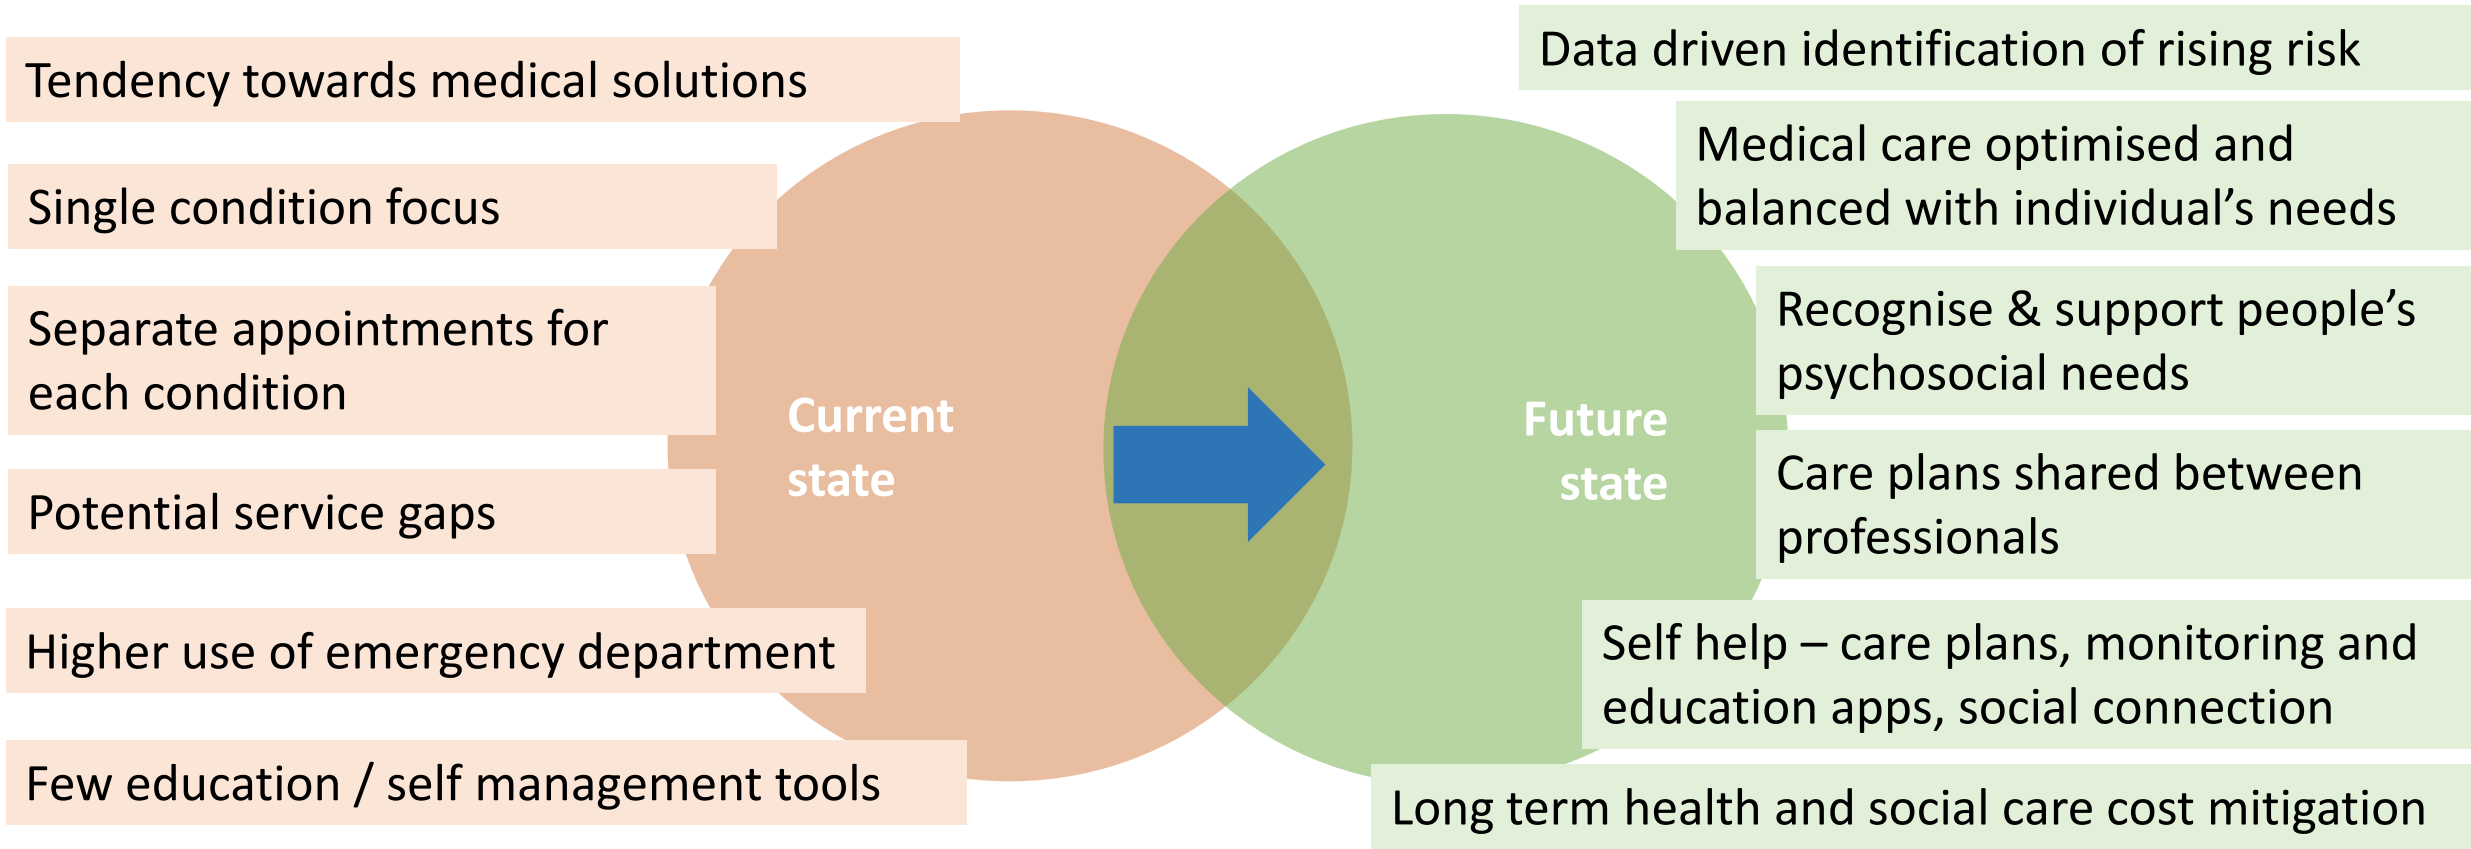 Tendency towards medical solutions
Single condition focus
Separate appointments for
each condition
Potential service gaps
Higher use of emergency department
Few education / self management tools
Current
state
Future
state
Data driven identification of rising risk
Medical care optimised and
balanced with individual’s needs
Recognise & support people’s
psychosocial needs
Care plans shared between
professionals
Self help – care plans, monitoring and
education apps, social connection
Long term health and social care cost mitigation